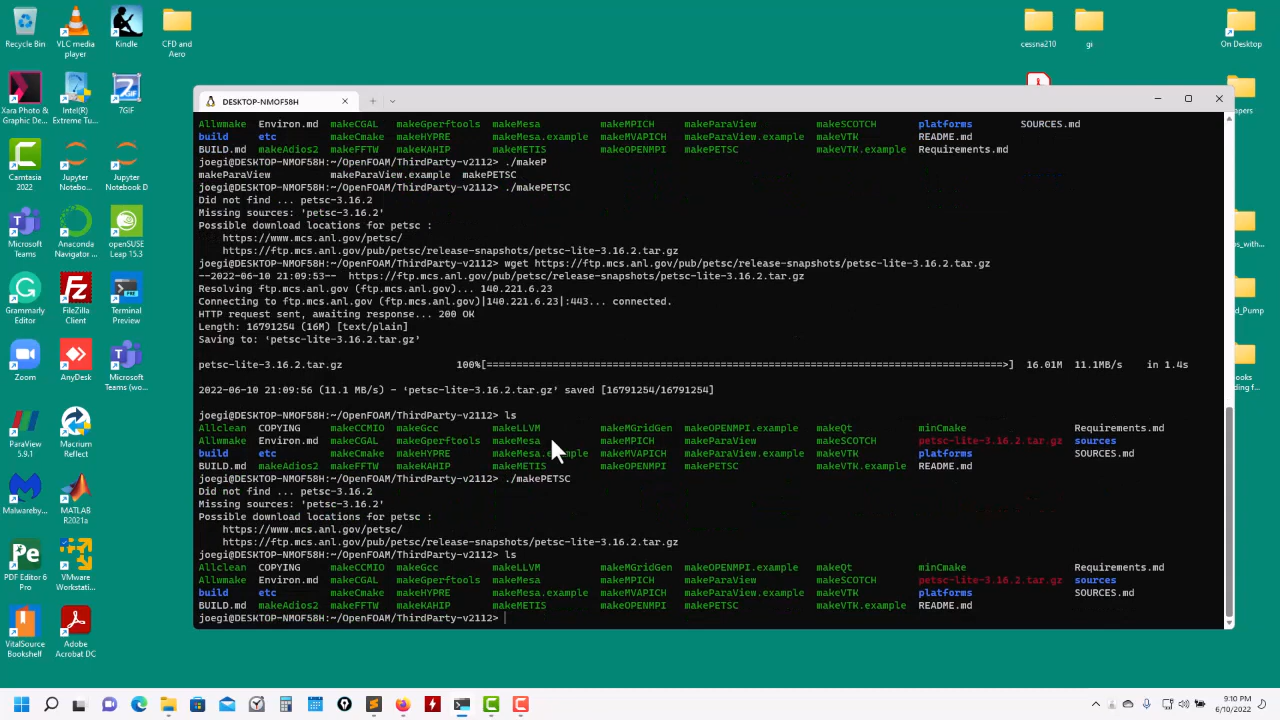 Recycle Bin
VLC media player
Kindle
CFD and Aero
cessna210
gi
On Desktop
Xara Photo & Graphic De...
Intel(R) Extreme Tu...
7GIF
Camtasia 2022
Jupyter Notebo...
Jupyter Notebook D
Microsoft Teams
Anaconda Navigator ...
openSUSE Leap 15.3
Grammarly Editor
FileZilla Client
Terminal Preview
Zoom
AnyDesk
Microsoft Teams (wo...
ParaView 5.9.1
Macrium Reflect
Malwareby...
MATLAB R2021a
PDF Editor 6 Pro
VMware Workstati...
VitalSource Bookshelf
Adobe Acrobat DC
DESKTOP-NMOF58H
Allwmake Environ.md makeCGAL makeGperftools makeMesa makeMPICH makeParaView makeSCOTCH platforms SOURCES.md
build etc makeCmake makeHYPRE makeMesa.example makeMVAPICH makeParaView.example makeVTK README.md
BUILD.md makeAdios2 makeFFTW makeKAHIP makeMETIS makeOPENMPI makePETSC makeVTK.example Requirements.md
joegi@DESKTOP-NMOF58H:~/OpenFOAM/ThirdParty-v2112> ./makeP
makeParaView makeParaView.example makePETSC
joegi@DESKTOP-NMOF58H:~/OpenFOAM/ThirdParty-v2112> ./makePETSC
Did not find ... petsc-3.16.2
Missing sources: 'petsc-3.16.2'
Possible download locations for petsc :
https://www.mcs.anl.gov/petsc/
https://ftp.mcs.anl.gov/pub/petsc/release-snapshots/petsc-lite-3.16.2.tar.gz
joegi@DESKTOP-NMOF58H:~/OpenFOAM/ThirdParty-v2112> wget https://ftp.mcs.anl.gov/pub/petsc/release-snapshots/petsc-lite-3.16.2.tar.gz
--2022-06-10 21:09:53-- https://ftp.mcs.anl.gov/pub/petsc/release-snapshots/petsc-lite-3.16.2.tar.gz
Resolving ftp.mcs.anl.gov (ftp.mcs.anl.gov)... 140.221.6.23
Connecting to ftp.mcs.anl.gov (ftp.mcs.anl.gov)|140.221.6.23|:443... connected.
HTTP request sent, awaiting response... 200 OK
Length: 16791254 (16M) [text/plain]
Saving to: 'petsc-lite-3.16.2.tar.gz'
petsc-lite-3.16.2.tar.gz 100%[======================================================================================>] 16.01M 11.1MB/s in 1.4s
2022-06-10 21:09:56 (11.1 MB/s) - 'petsc-lite-3.16.2.tar.gz' saved [16791254/16791254]
joegi@DESKTOP-NMOF58H:~/OpenFOAM/ThirdParty-v2112> ls
Allclean COPYING makeCCMIO makeGcc makeLLVM makeMGridGen makeOPENMPI.example makeQt minCmake Requirements.md
Allwmake Environ.md makeCGAL makeGperftools makeMesa makeMPICH makeParaView makeSCOTCH petsc-lite-3.16.2.tar.gz sources
build etc makeCmake makeHYPRE makeMesa.example makeMVAPICH makeParaView.example makeVTK platforms SOURCES.md
BUILD.md makeAdios2 makeFFTW makeKAHIP makeMETIS makeOPENMPI makePETSC makeVTK.example README.md
joegi@DESKTOP-NMOF58H:~/OpenFOAM/ThirdParty-v2112> ./makePETSC
Did not find ... petsc-3.16.2
Missing sources: 'petsc-3.16.2'
Possible download locations for petsc :
https://www.mcs.anl.gov/petsc/
https://ftp.mcs.anl.gov/pub/petsc/release-snapshots/petsc-lite-3.16.2.tar.gz
joegi@DESKTOP-NMOF58H:~/OpenFOAM/ThirdParty-v2112> ls
Allclean COPYING makeCCMIO makeGcc makeLLVM makeMGridGen makeOPENMPI.example makeQt minCmake Requirements.md
Allwmake Environ.md makeCGAL makeGperftools makeMesa makeMPICH makeParaView makeSCOTCH petsc-lite-3.16.2.tar.gz sources
build etc makeCmake makeHYPRE makeMesa.example makeMVAPICH makeParaView.example makeVTK platforms SOURCES.md
BUILD.md makeAdios2 makeFFTW makeKAHIP makeMETIS makeOPENMPI makePETSC makeVTK.example README.md
joegi@DESKTOP-NMOF58H:~/OpenFOAM/ThirdParty-v2112>
9:10 PM
6/10/2022